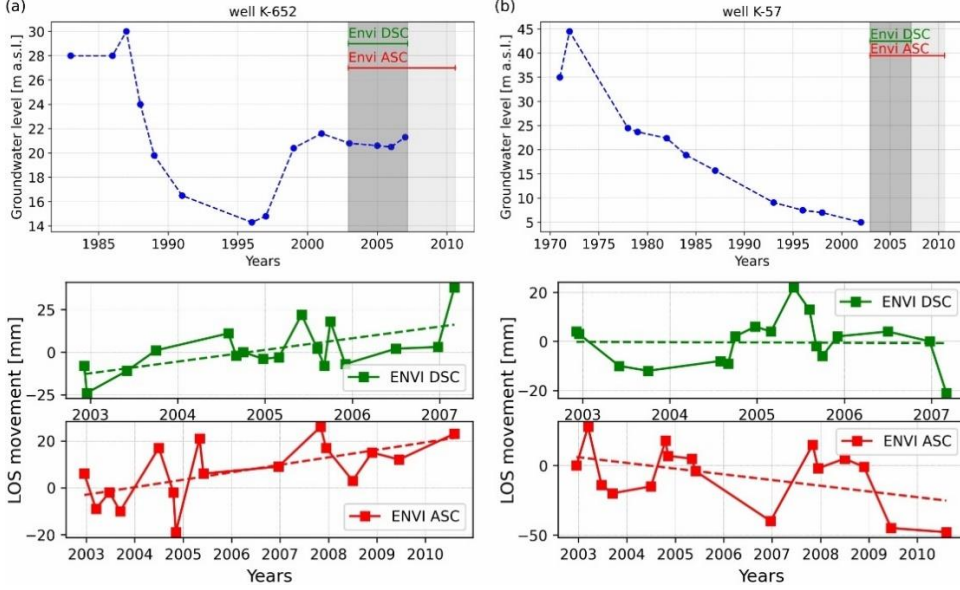 (a)
well K-652
Groundwater level [m a.s.l.]
30
28
26
24
22
20
18
16
14
Envi DSC
Envi ASC
1985 1990 1995 2000 2005 2010
Years
LOS movement [mm]
25
0
−25
ENVI DSC
2003 2004 2005 2006 2007
20
0
−20
ENVI ASC
2003 2004 2005 2006 2007 2008 2009 2010
Years
(b)
well K-57
Groundwater level [m a.s.l.]
45
40
35
30
25
20
15
10
5
Envi DSC
Envi ASC
1970 1975 1980 1985 1990 1995 2000 2005 2010
Years
LOS movement [mm]
20
0
−20
ENVI DSC
2003 2004 2005 2006 2007
0
−50
ENVI ASC
2003 2004 2005 2006 2007 2008 2009 2010
Years